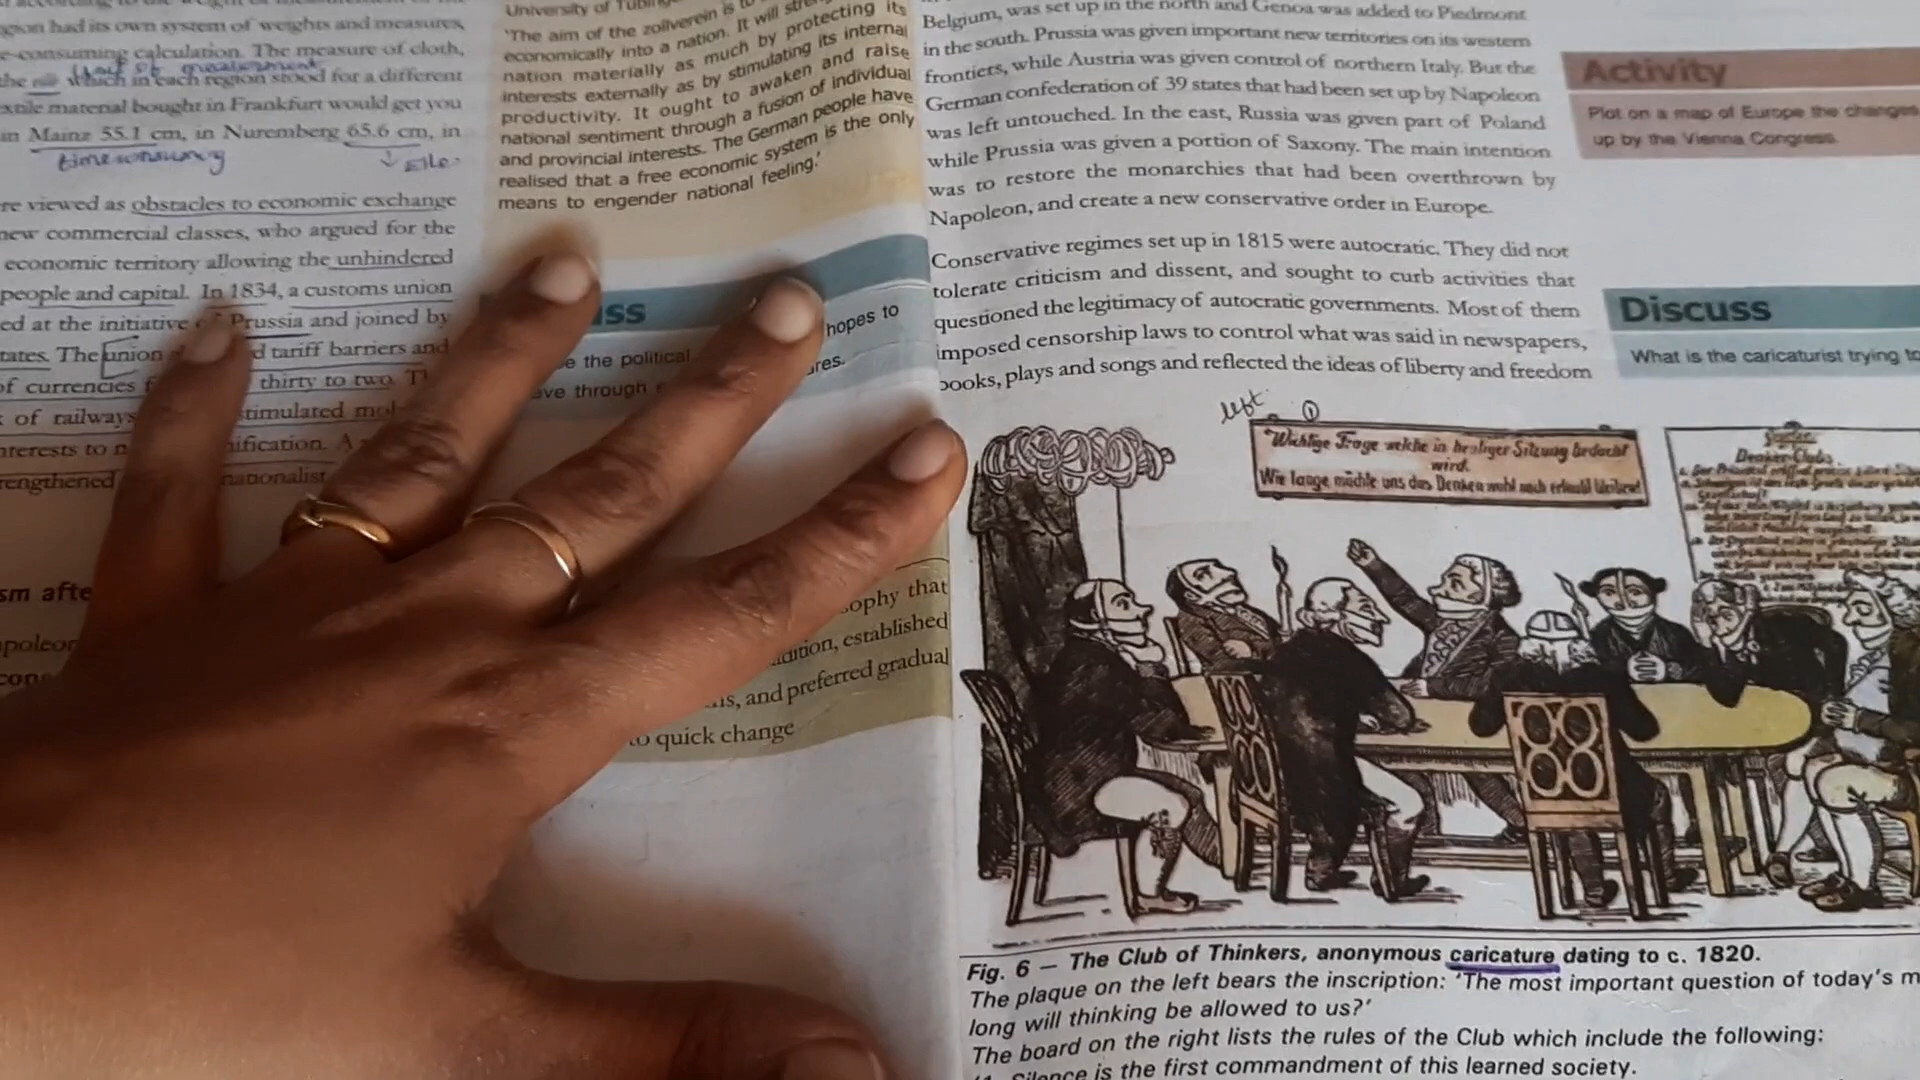 gion had its own system of weights and measures,
e-consuming calculation. The measure of cloth,
unit of measurement
the which in each region stood for a different
extile material bought in Frankfurt would get you
in Mainz 55.1 cm, in Nuremberg 65.6 cm, in
re viewed as obstacles to economic exchange
new commercial classes, who argued for the
economic territory allowing the unhindered
people and capital. In 1834, a customs union
ed at the initiative Prussia and joined by
tates. The union d tariff barriers and
of currencies thirty to two. T
of railways stimulated mo
nterests to n ification. A
rengthened nationalist
sm afte
apoleon
cons
University of
'The aim of the zollverein is to
economically into a nation. It will
nation materially as much by protecting its
interests externally as by stimulating its internal
productivity. It ought to awaken and raise
national sentiment through a fusion of individual
and provincial interests. The German people have
realised that a free economic system is the only
means to engender national feeling.'
ss
hopes to
e the political
ures.
ve through
sophy that
adition, established
ns, and preferred gradual
to quick change
Belgium, was set up in the north and Genoa was added to Piedmont
in the south. Prussia was given important new territories on its western
frontiers, while Austria was given control of northern Italy. But the
German confederation of 39 states that had been set up by Napoleon
was left untouched. In the east, Russia was given part of Poland
while Prussia was given a portion of Saxony. The main intention
was to restore the monarchies that had been overthrown by
Napoleon, and create a new conservative order in Europe.
Conservative regimes set up in 1815 were autocratic. They did not
tolerate criticism and dissent, and sought to curb activities that
questioned the legitimacy of autocratic governments. Most of them
imposed censorship laws to control what was said in newspapers,
books, plays and songs and reflected the ideas of liberty and freedom
Activity
Plot on a map of Europe the changes
up by the Vienna Congress.
Discuss
What is the caricaturist trying to
left
①
Wichtige Frage welche in heutiger Sitzung bedacht
wird.
Wie lange möchte uns das Denken wohl noch erlaubt bleiben?
Denker-Clubs
Fig. 6 — The Club of Thinkers, anonymous caricature dating to c. 1820.
The plaque on the left bears the inscription: 'The most important question of today's m
long will thinking be allowed to us?'
The board on the right lists the rules of the Club which include the following:
'1. Silence is the first commandment of this learned society.